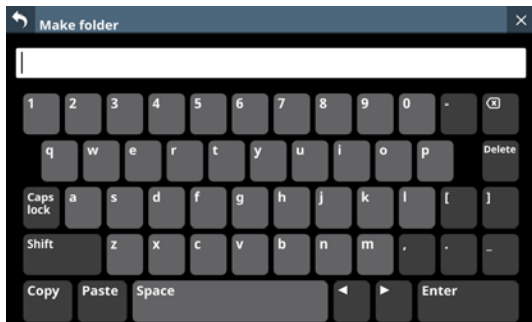 Make folder
1 2 3 4 5 6 7 8 9 0 -
q w e r t y u i o p Delete
Caps lock a s d f g h j k l [ ]
Shift z x c v b n m , . _
Copy Paste Space ◄ ► Enter